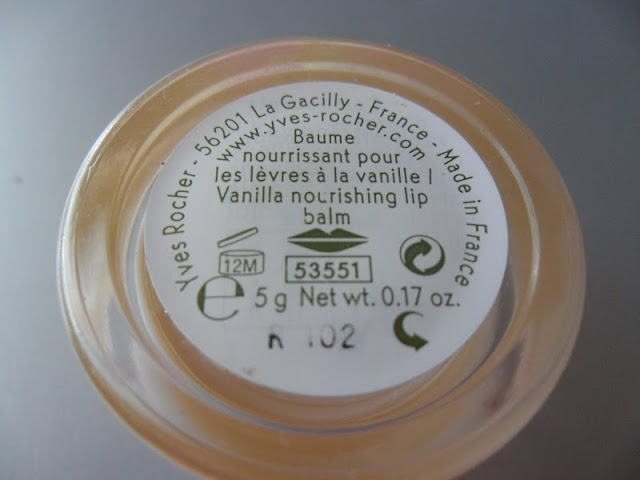 Yves Rocher - 56201 La Gacilly - France - Made in France
www.yves-rocher.com
Baume
nourrissant pour
les lèvres à la vanille /
Vanilla nourishing lip
balm
12M
53551
e 5 g Net wt. 0.17 oz.
R 102